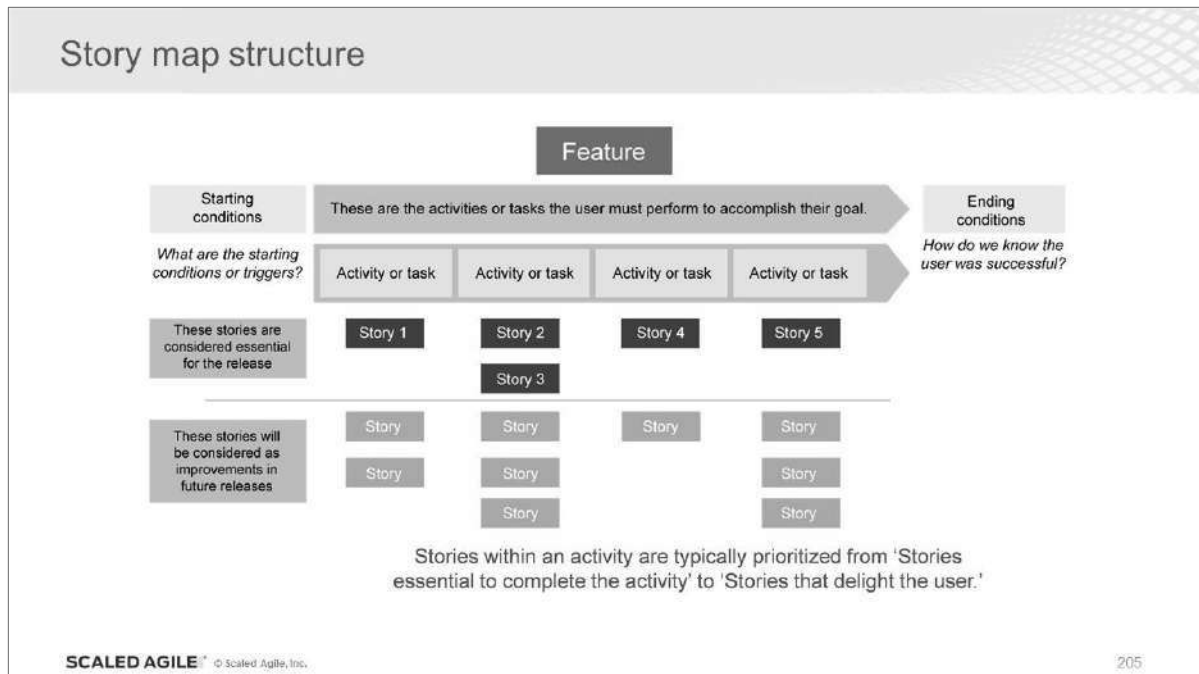 Story map structure
Feature
Starting
conditions
These are the activities or tasks the user must perform to accomplish their goal.
Ending
conditions
What are the starting
conditions or triggers?
Activity or task
Activity or task
Activity or task
Activity or task
How do we know the
user was successful?
These stories are
considered essential
for the release
Story 1
Story 2
Story 4
Story 5
Story 3
These stories will
be considered as
improvements in
future releases
Story
Story
Story
Story
Story
Story
Story
Story
Story
Stories within an activity are typically prioritized from ‘Stories
essential to complete the activity’ to ‘Stories that delight the user.’
SCALED AGILE © Scaled Agile, Inc.
205